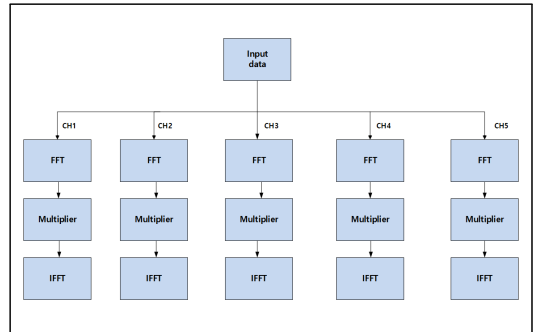 Input
data
CH1 CH2 CH3 CH4 CH5
FFT FFT FFT FFT FFT
Multiplier Multiplier Multiplier Multiplier Multiplier
IFFT IFFT IFFT IFFT IFFT